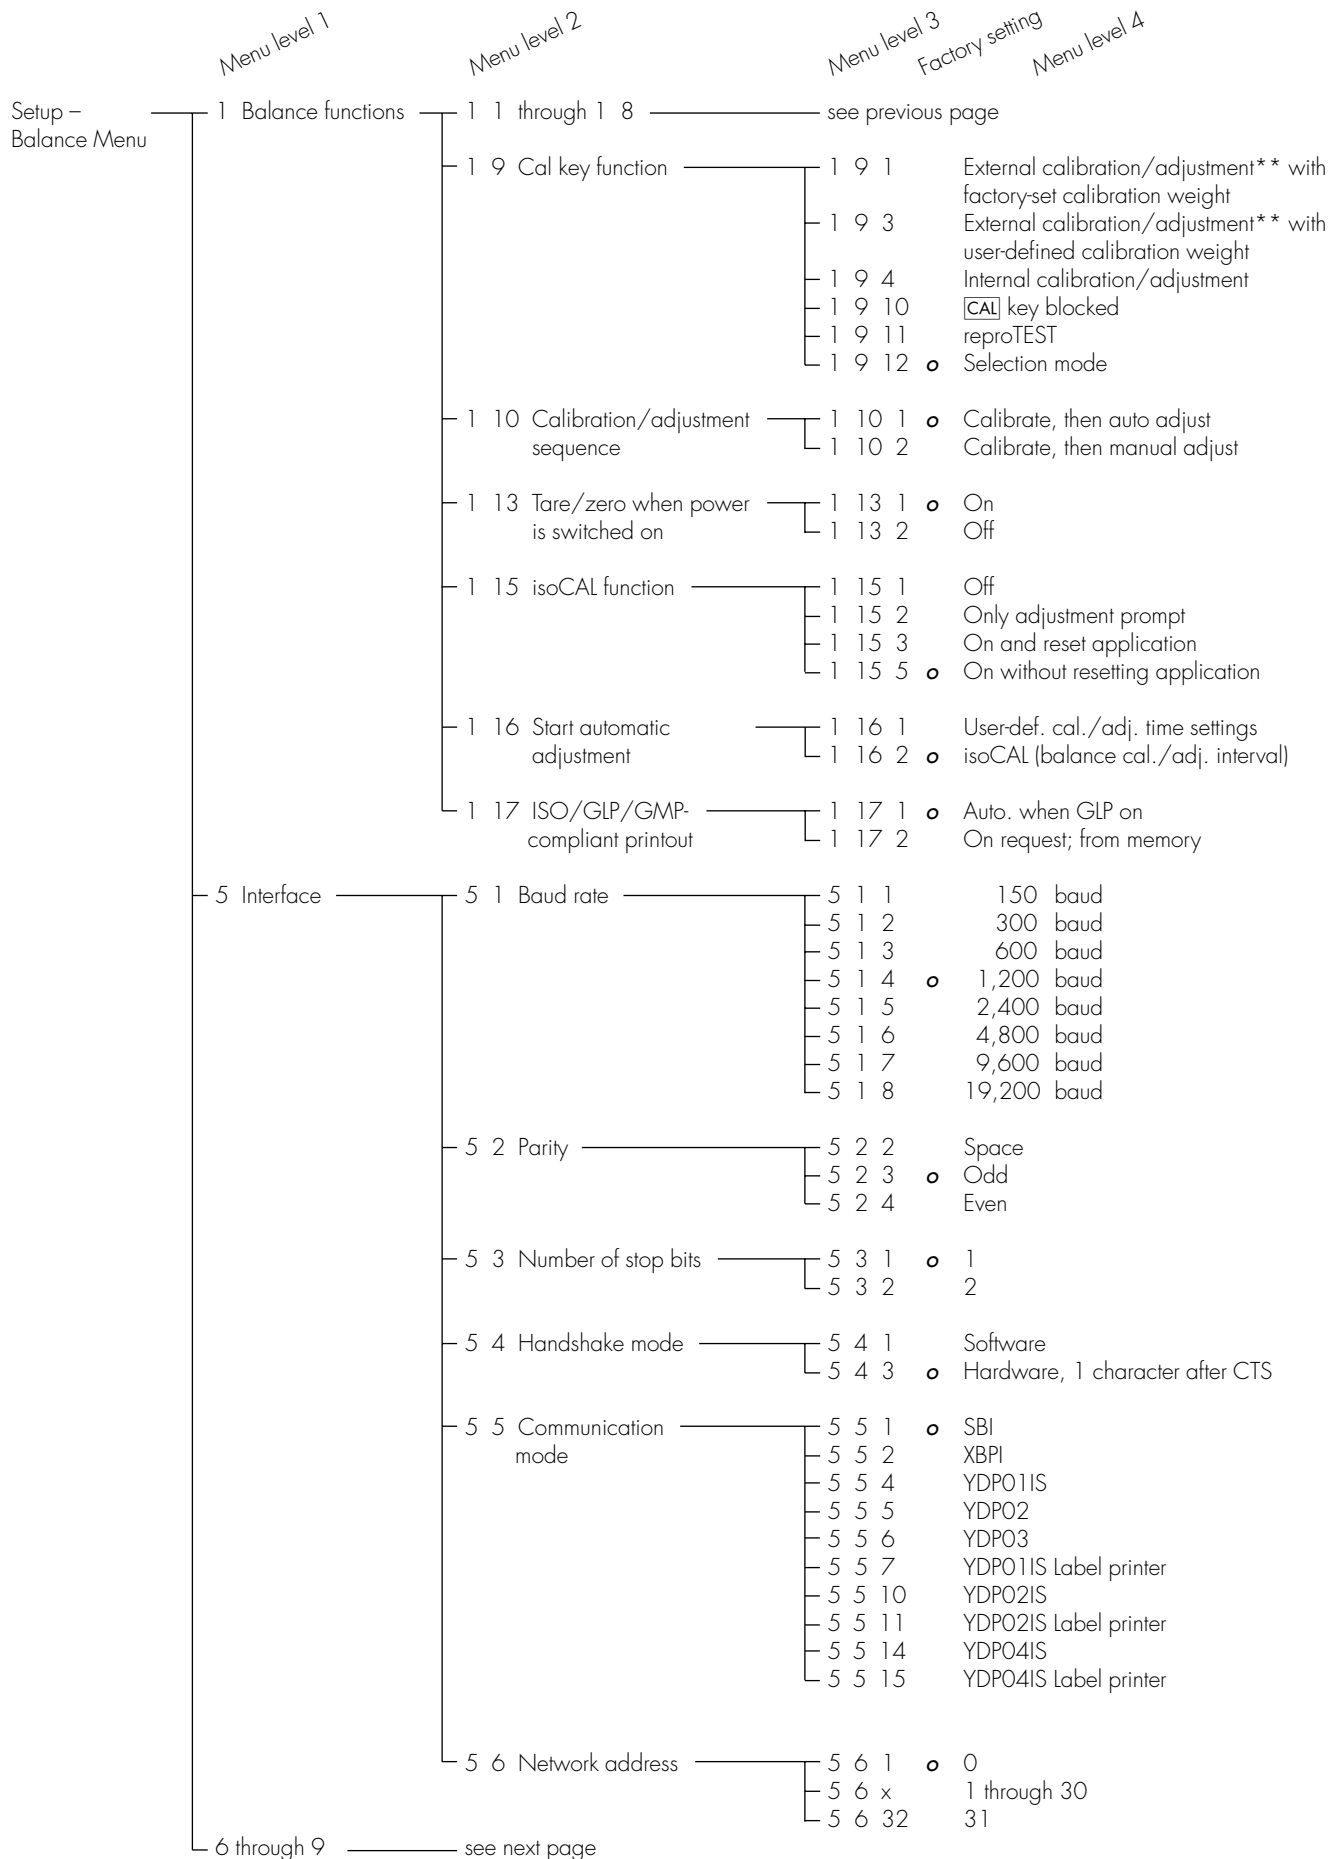 Menu level 1 Menu level 2 Menu level 3 Factory setting Menu level 4
Setup – 1 Balance functions 1 1 through 1 8 see previous page
Balance Menu
1 9 Cal key function 1 9 1 External calibration/adjustment** with
factory-set calibration weight
1 9 3 External calibration/adjustment** with
user-defined calibration weight
1 9 4 Internal calibration/adjustment
1 9 10 CAL key blocked
1 9 11 reproTEST
1 9 12 o Selection mode
1 10 Calibration/adjustment 1 10 1 o Calibrate, then auto adjust
sequence 1 10 2 Calibrate, then manual adjust
1 13 Tare/zero when power 1 13 1 o On
is switched on 1 13 2 Off
1 15 isoCAL function 1 15 1 Off
1 15 2 Only adjustment prompt
1 15 3 On and reset application
1 15 5 o On without resetting application
1 16 Start automatic 1 16 1 User-def. cal./adj. time settings
adjustment 1 16 2 o isoCAL (balance cal./adj. interval)
1 17 ISO/GLP/GMP- 1 17 1 o Auto. when GLP on
compliant printout 1 17 2 On request; from memory
5 Interface 5 1 Baud rate 5 1 1 150 baud
5 1 2 300 baud
5 1 3 600 baud
5 1 4 o 1,200 baud
5 1 5 2,400 baud
5 1 6 4,800 baud
5 1 7 9,600 baud
5 1 8 19,200 baud
5 2 Parity 5 2 2 Space
5 2 3 o Odd
5 2 4 Even
5 3 Number of stop bits 5 3 1 o 1
5 3 2 2
5 4 Handshake mode 5 4 1 Software
5 4 3 o Hardware, 1 character after CTS
5 5 Communication 5 5 1 o SBI
mode 5 5 2 XBPI
5 5 4 YDP01IS
5 5 5 YDP02
5 5 6 YDP03
5 5 7 YDP01IS Label printer
5 5 10 YDP02IS
5 5 11 YDP02IS Label printer
5 5 14 YDP04IS
5 5 15 YDP04IS Label printer
5 6 Network address 5 6 1 o 0
5 6 x 1 through 30
5 6 32 31
6 through 9 see next page